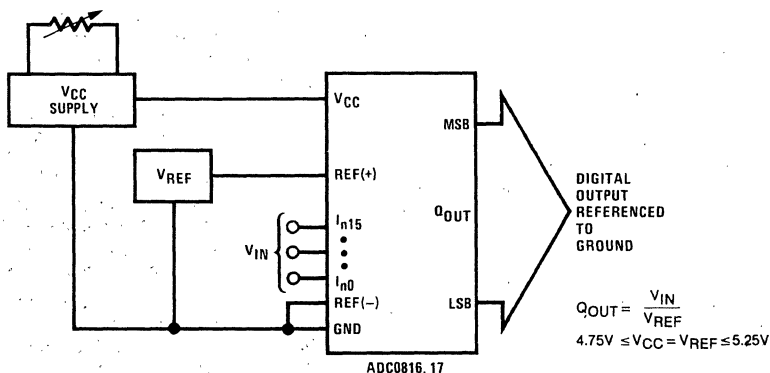 VCC
SUPPLY
VCC
MSB
VREF
REF(+)
DIGITAL
OUTPUT
REFERENCED
TO
GROUND
QOUT
VIN
In15
In0
REF(−)
GND
LSB
QOUT = VIN / VREF
4.75V ≤ VCC = VREF ≤ 5.25V
ADC0816, 17